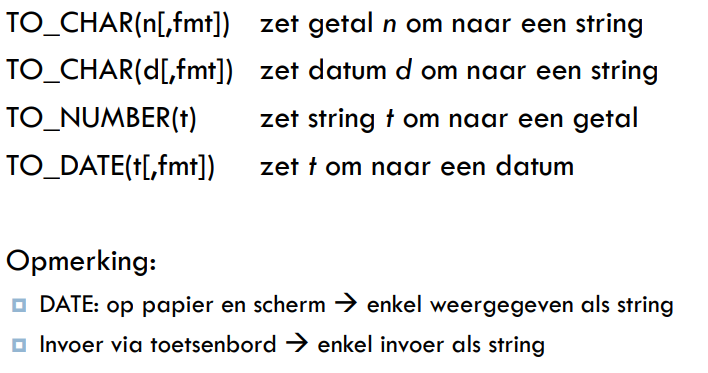 TO_CHAR(n[,fmt]) zet getal n om naar een string
TO_CHAR(d[,fmt]) zet datum d om naar een string
TO_NUMBER(t) zet string t om naar een getal
TO_DATE(t[,fmt]) zet t om naar een datum
Opmerking:
DATE: op papier en scherm → enkel weergegeven als string
Invoer via toetsenbord → enkel invoer als string